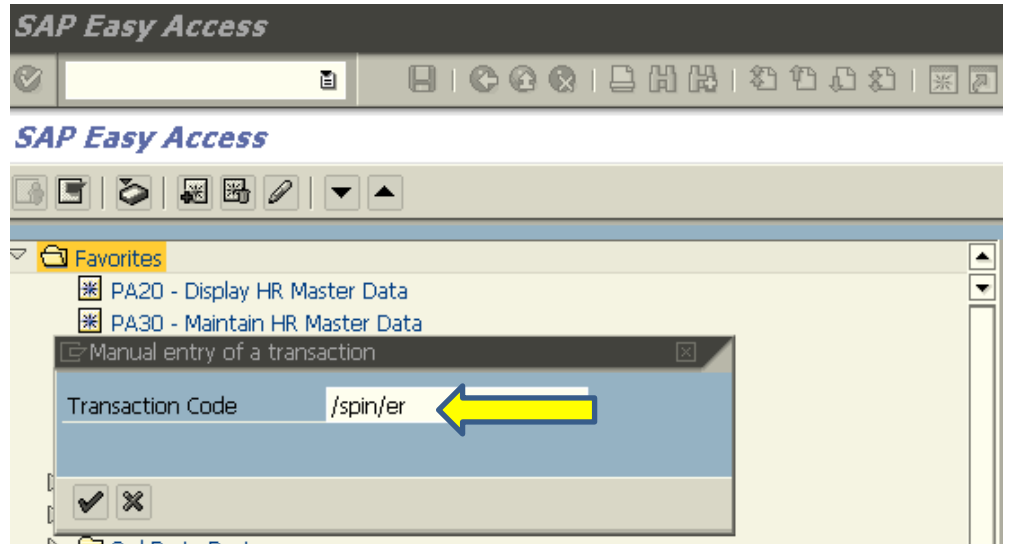 SAP Easy Access
SAP Easy Access
Favorites
PA20 - Display HR Master Data
PA30 - Maintain HR Master Data
Manual entry of a transaction
Transaction Code /spin/er